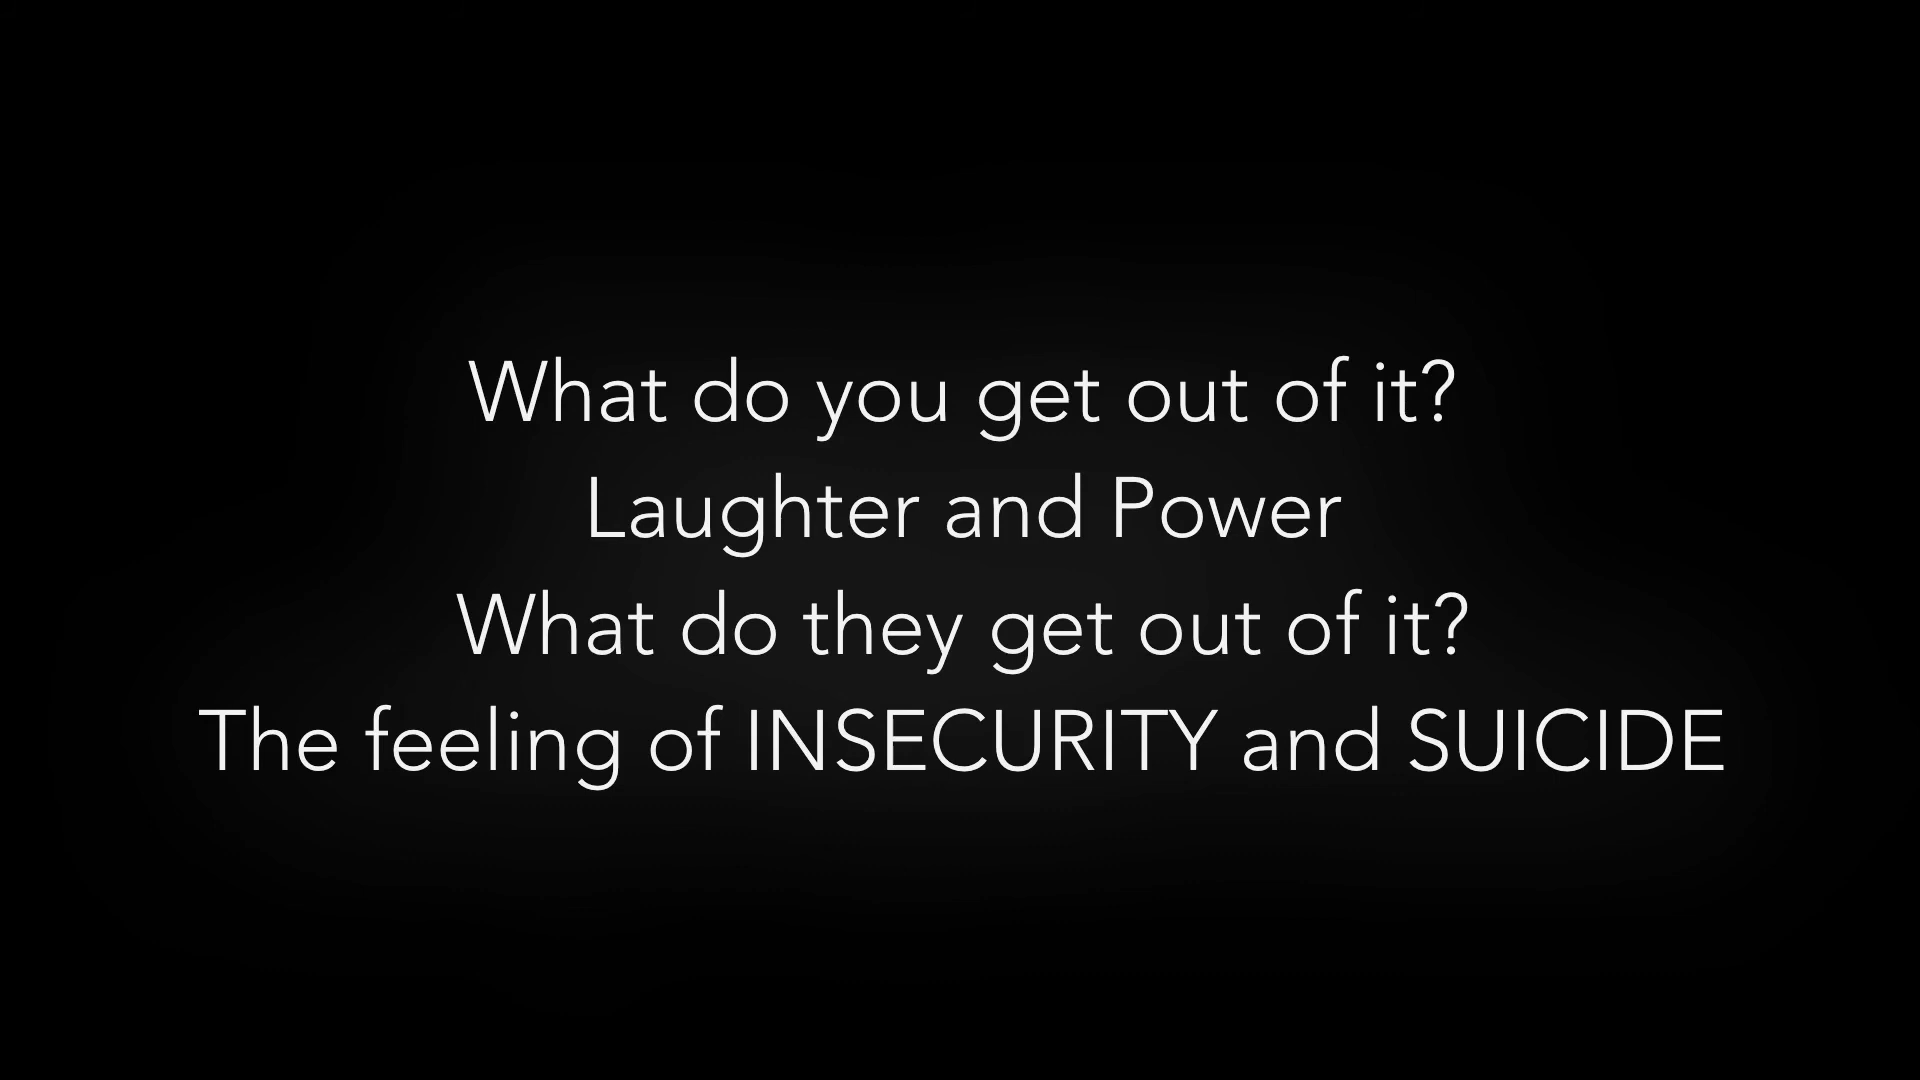 What do you get out of it?
Laughter and Power
What do they get out of it?
The feeling of INSECURITY and SUICIDE